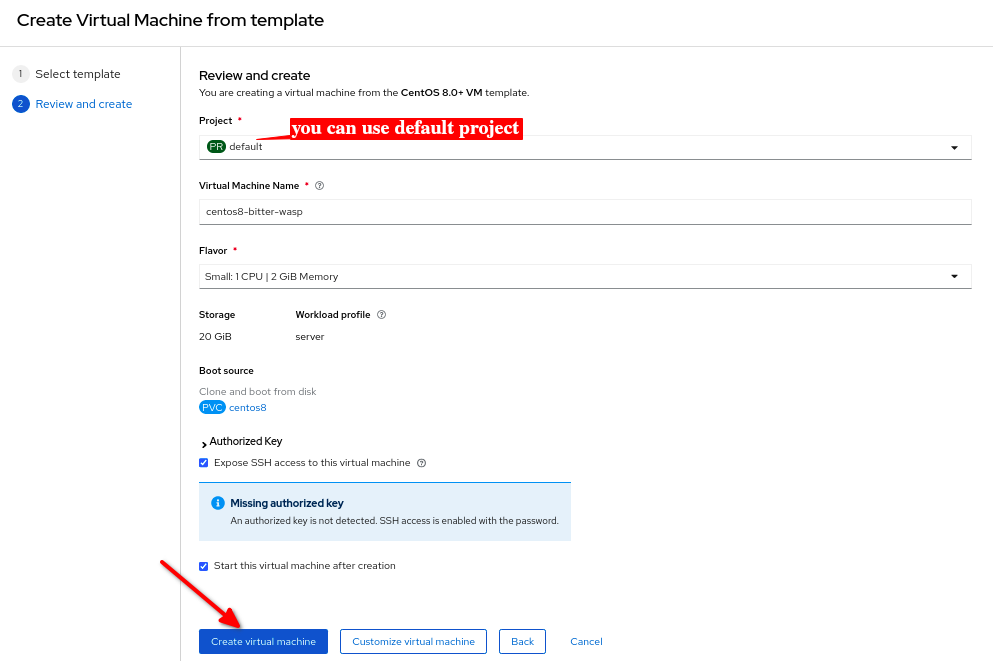 Create Virtual Machine from template
1 Select template
2 Review and create
Review and create
You are creating a virtual machine from the CentOS 8.0+ VM template.
Project *
you can use default project
PR default
Virtual Machine Name * ?
centos8-bitter-wasp
Flavor *
Small: 1 CPU | 2 GiB Memory
Storage Workload profile ?
20 GiB server
Boot source
Clone and boot from disk
PVC centos8
Authorized Key
Expose SSH access to this virtual machine ?
i Missing authorized key
An authorized key is not detected. SSH access is enabled with the password.
Start this virtual machine after creation
Create virtual machine Customize virtual machine Back Cancel